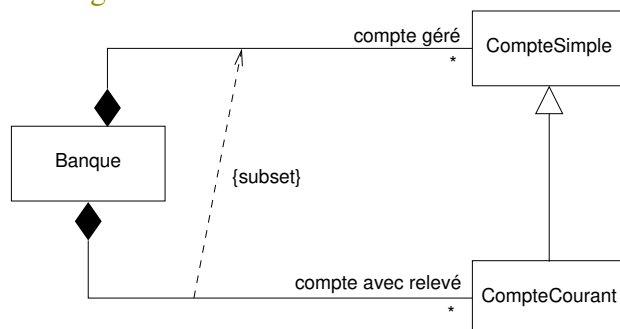 compte géré
CompteSimple
*
Banque
{subset}
compte avec relevé
CompteCourant
*